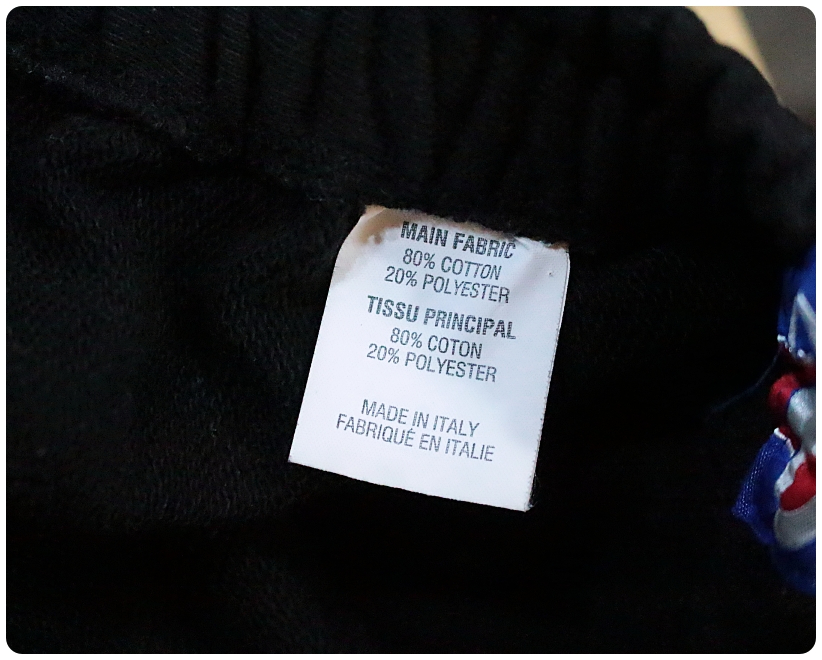 MAIN FABRIC
80% COTTON
20% POLYESTER
TISSU PRINCIPAL
80% COTON
20% POLYESTER
MADE IN ITALY
FABRIQUÉ EN ITALIE